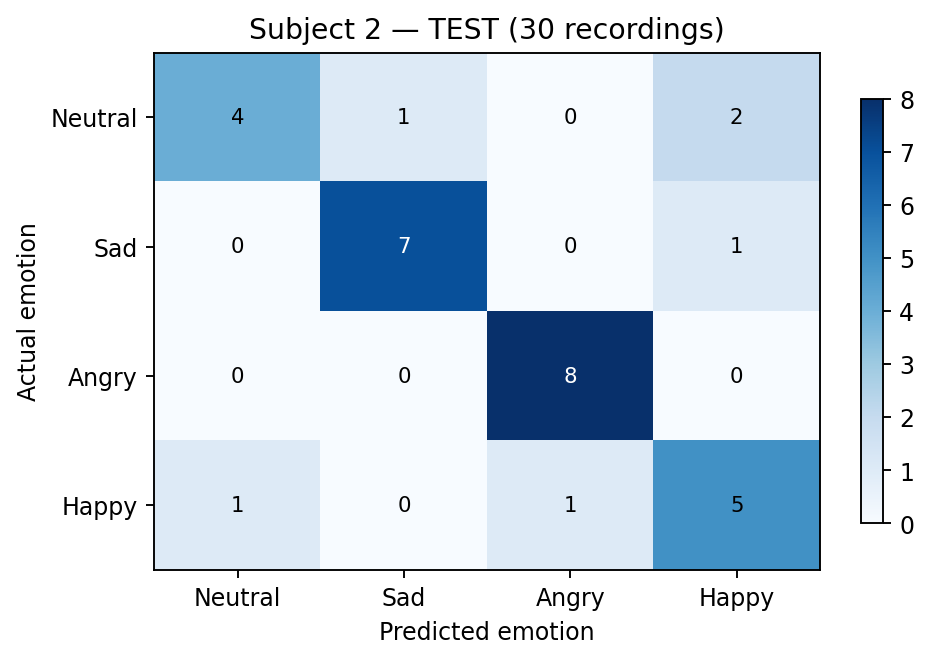 Subject 2 — TEST (30 recordings)
Actual emotion
Neutral 4 1 0 2
Sad 0 7 0 1
Angry 0 0 8 0
Happy 1 0 1 5
Neutral Sad Angry Happy
Predicted emotion
8
7
6
5
4
3
2
1
0